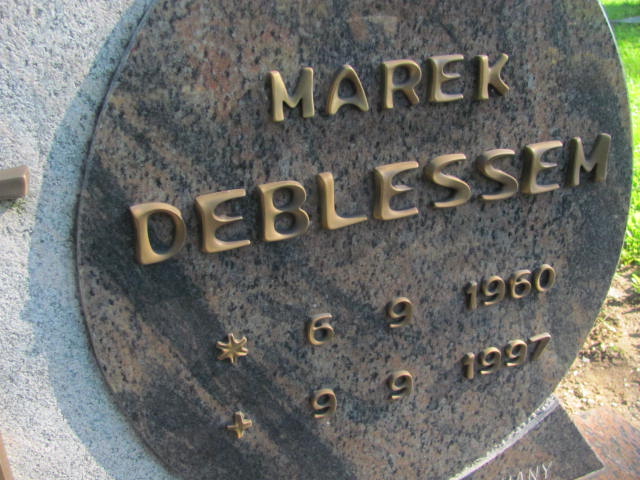 MAREK
DEBLESSEM
* 6 9 1960
+ 9 9 1997